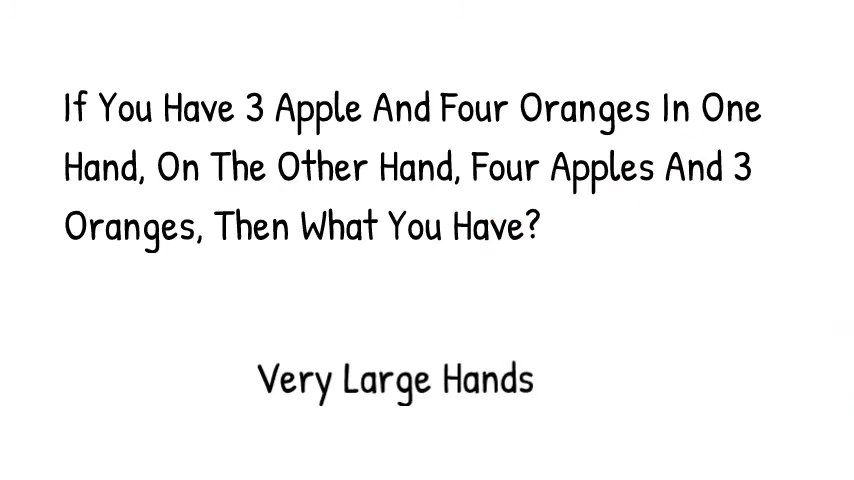 If You Have 3 Apple And Four Oranges In One
Hand, On The Other Hand, Four Apples And 3
Oranges, Then What You Have?
Very Large Hands